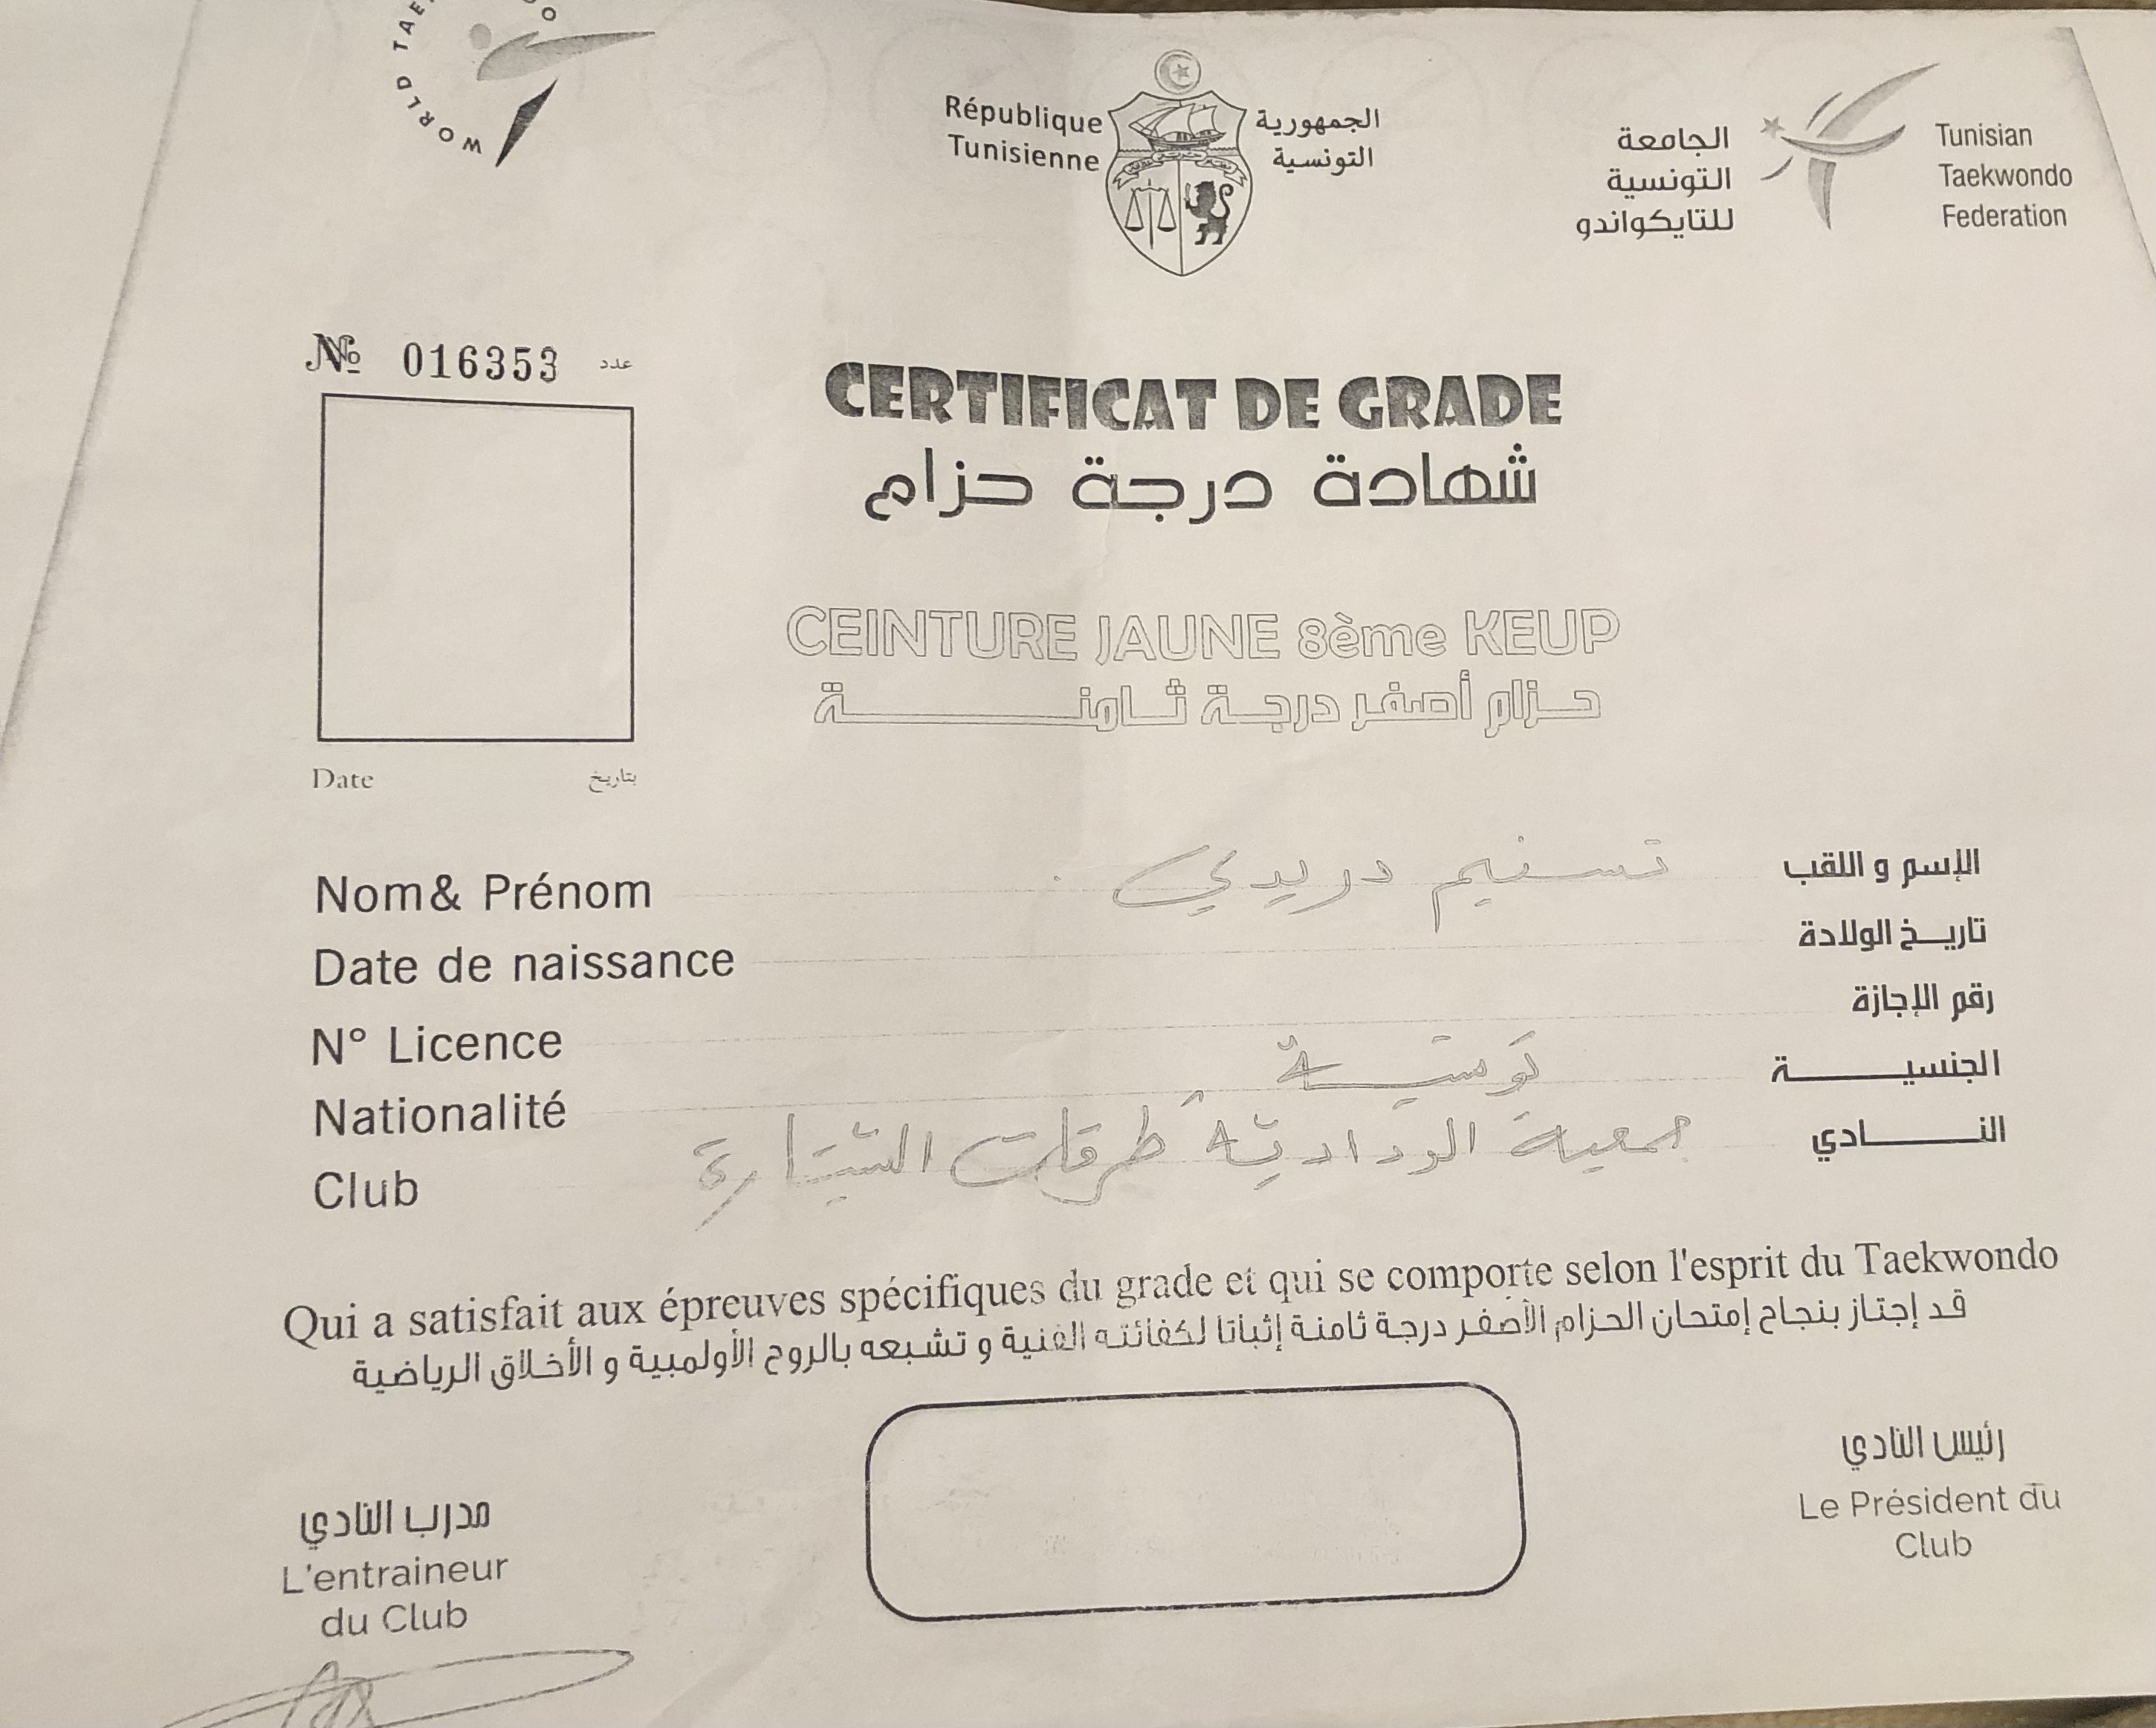 WORLD TAE
O
République
Tunisienne
الجمهورية
التونسية
الجامعة
التونسية
للتايكواندو
Tunisian
Taekwondo
Federation
№ 016353 عدد
CERTIFICAT DE GRADE
شهادة درجة حزام
CEINTURE JAUNE 8ème KEUP
حزام أصفر درجة ثامنة
Date بتاريخ
Nom& Prénom تسنيم دريدي الإسم و اللقب
Date de naissance تاريخ الولادة
N° Licence رقم الإجازة
Nationalité تونسية الجنسية
Club جمعية الودادية طرقات السيارة النادي
Qui a satisfait aux épreuves spécifiques du grade et qui se comporte selon l'esprit du Taekwondo
قد إجتاز بنجاح إمتحان الحزام الأصفر درجة ثامنة إثباتا لكفائته الفنية و تشبعه بالروح الأولمبية و الأخلاق الرياضية
مدرب النادي
L'entraineur
du Club
رئيس النادي
Le Président du
Club